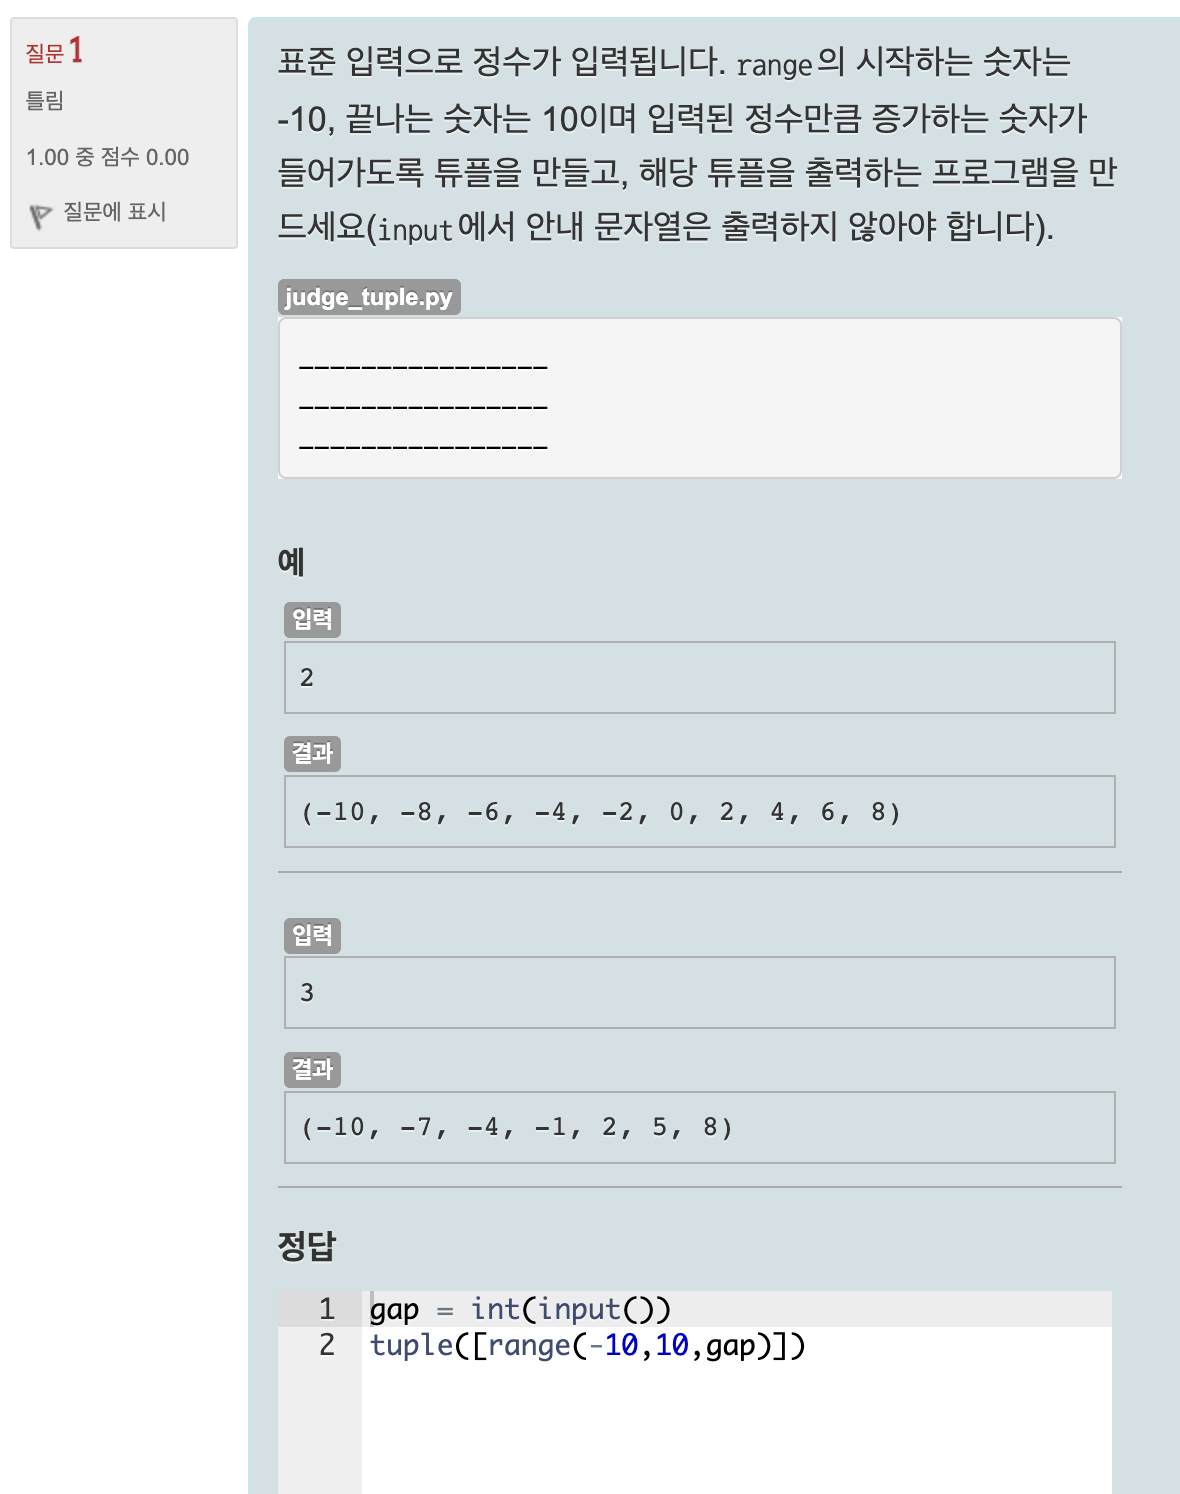 질문 1
틀림
1.00 중 점수 0.00
질문에 표시
표준 입력으로 정수가 입력됩니다. range의 시작하는 숫자는
-10, 끝나는 숫자는 10이며 입력된 정수만큼 증가하는 숫자가
들어가도록 튜플을 만들고, 해당 튜플을 출력하는 프로그램을 만
드세요(input에서 안내 문자열은 출력하지 않아야 합니다).
judge_tuple.py
________________
________________
________________
예
입력
2
결과
(-10, -8, -6, -4, -2, 0, 2, 4, 6, 8)
입력
3
결과
(-10, -7, -4, -1, 2, 5, 8)
정답
1 gap = int(input())
2 tuple([range(-10,10,gap)])